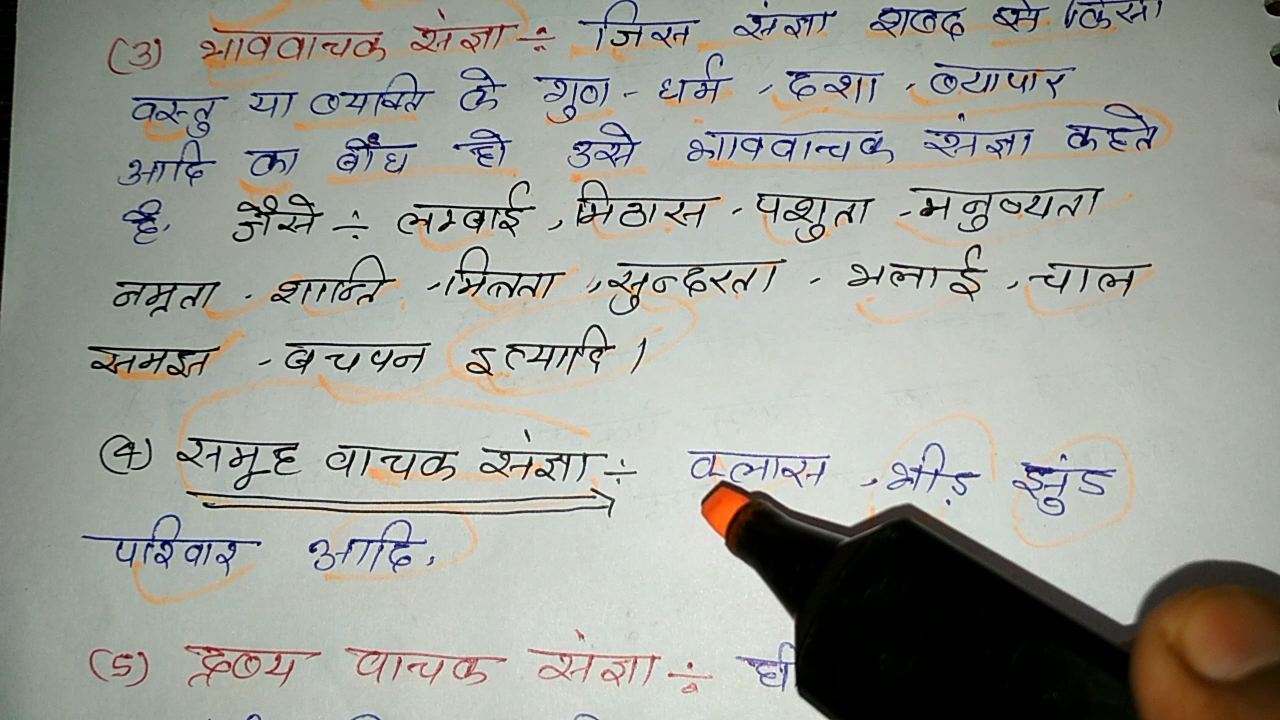 (3) भाववाचक संज्ञा ÷ जिस संज्ञा शब्द से किसी
वस्तु या व्यक्ति के गुण - धर्म , दशा , व्यापार
आदि का बोंध हो उसे भाववाचक संज्ञा कहते
है. जैसे ÷ लम्बाई , मिठास - पशुता - मनुष्यता
नम्रता - शान्ति - मित्रता , सुन्दरता - भलाई , चाल
समझ - बचपन इत्यादि ।
(4) समूह वाचक संज्ञा ÷ क्लास , भीड़ झुंड
परिवार आदि .
(5) द्रव्य वाचक संज्ञा ÷ घी